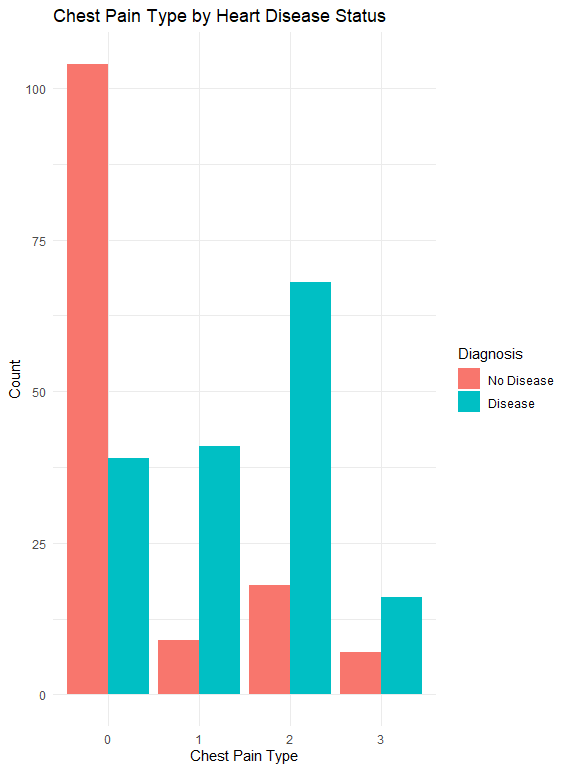 Chest Pain Type by Heart Disease Status
Count
100
75
50
25
0
0 1 2 3
Chest Pain Type
Diagnosis
No Disease
Disease